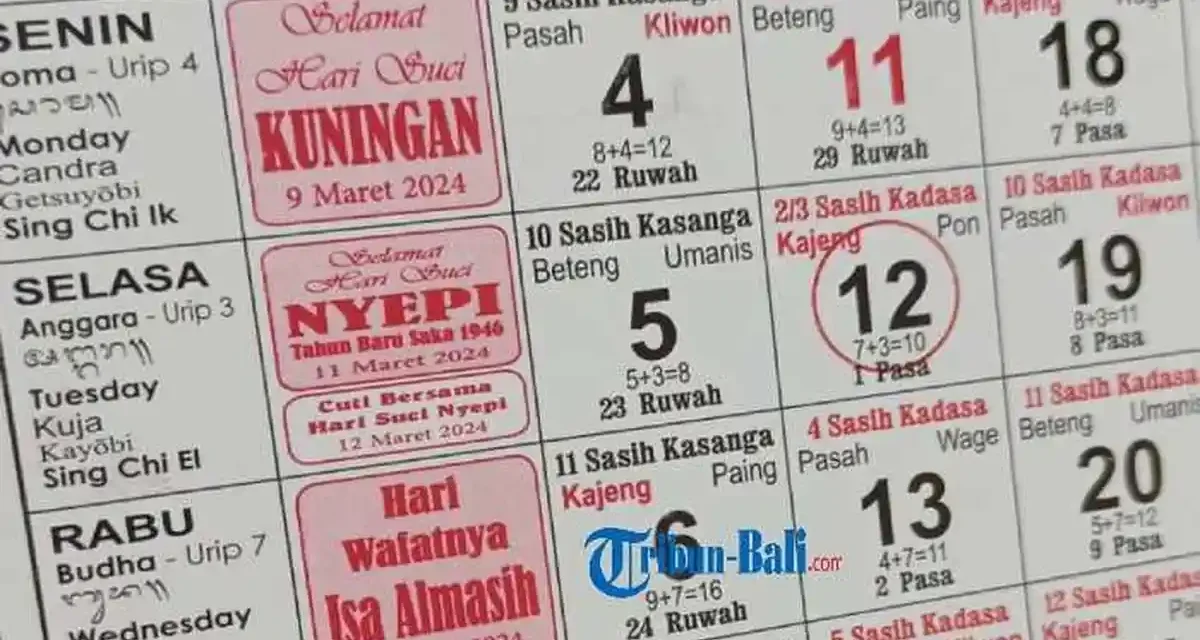 SENIN
oma - Urip 4
Monday
Candra
Getsuyōbi
Sing Chi Ik
Selamat
Hari Suci
KUNINGAN
9 Maret 2024
9 Sasih Kasanga
Pasah Kliwon
4
8+4=12
22 Ruwah
Beteng Paing
11
9+4=13
29 Ruwah
Kajeng
18
4+4=8
7 Pasa
SELASA
Anggara - Urip 3
Tuesday
Kuja
Kayōbi
Sing Chi El
Selamat
Hari Suci
NYEPI
Tahun Baru Saka 1946
11 Maret 2024
Cuti Bersama
Hari Suci Nyepi
12 Maret 2024
10 Sasih Kasanga
Beteng Umanis
5
5+3=8
23 Ruwah
2/3 Sasih Kadasa
Kajeng Pon
12
7+3=10
1 Pasa
10 Sasih Kadasa
Pasah Kliwon
19
8+3=11
8 Pasa
RABU
Budha - Urip 7
Wednesday
Hari
Wafatnya
Isa Almasih
11 Sasih Kasanga
Kajeng Paing
6
Tribun-Bali.com
9+7=16
24 Ruwah
4 Sasih Kadasa
Pasah Wage
13
4+7=11
2 Pasa
11 Sasih Kadasa
Beteng Umanis
20
5+7=12
9 Pasa
5 Sasih Kadasa
12 Sasih Kadasa
Kajeng